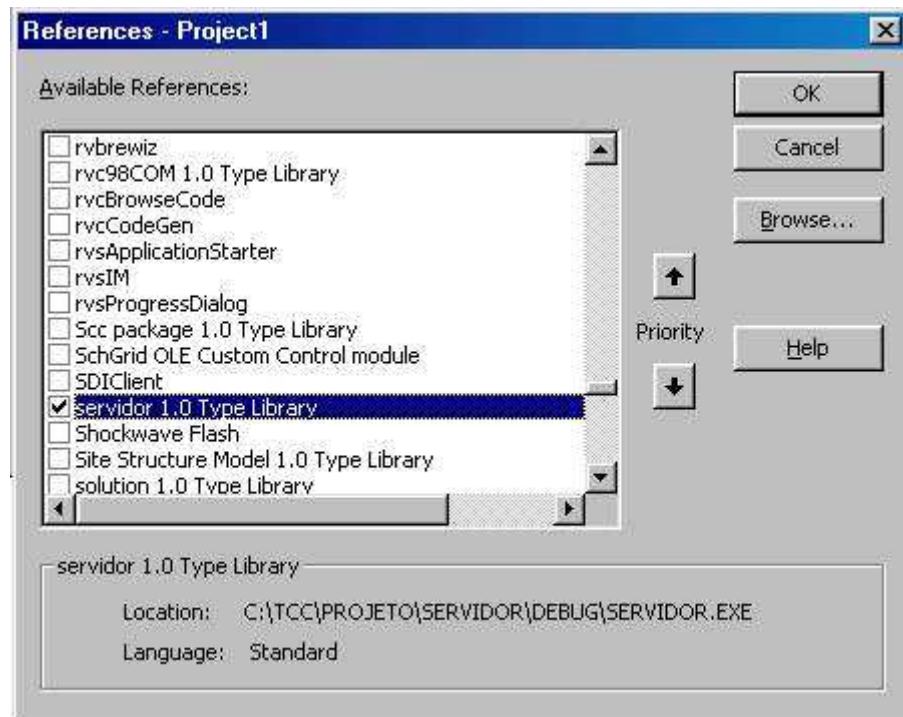 References - Project1
Available References:
rvbrewiz
rvc98COM 1.0 Type Library
rvcBrowseCode
rvcCodeGen
rvsApplicationStarter
rvsIM
rvsProgressDialog
Scc package 1.0 Type Library
SchGrid OLE Custom Control module
SDIClient
servidor 1.0 Type Library
Shockwave Flash
Site Structure Model 1.0 Type Library
solution 1.0 Type Library
OK
Cancel
Browse...
Priority
Help
servidor 1.0 Type Library
Location: C:\TCC\PROJETO\SERVIDOR\DEBUG\SERVIDOR.EXE
Language: Standard